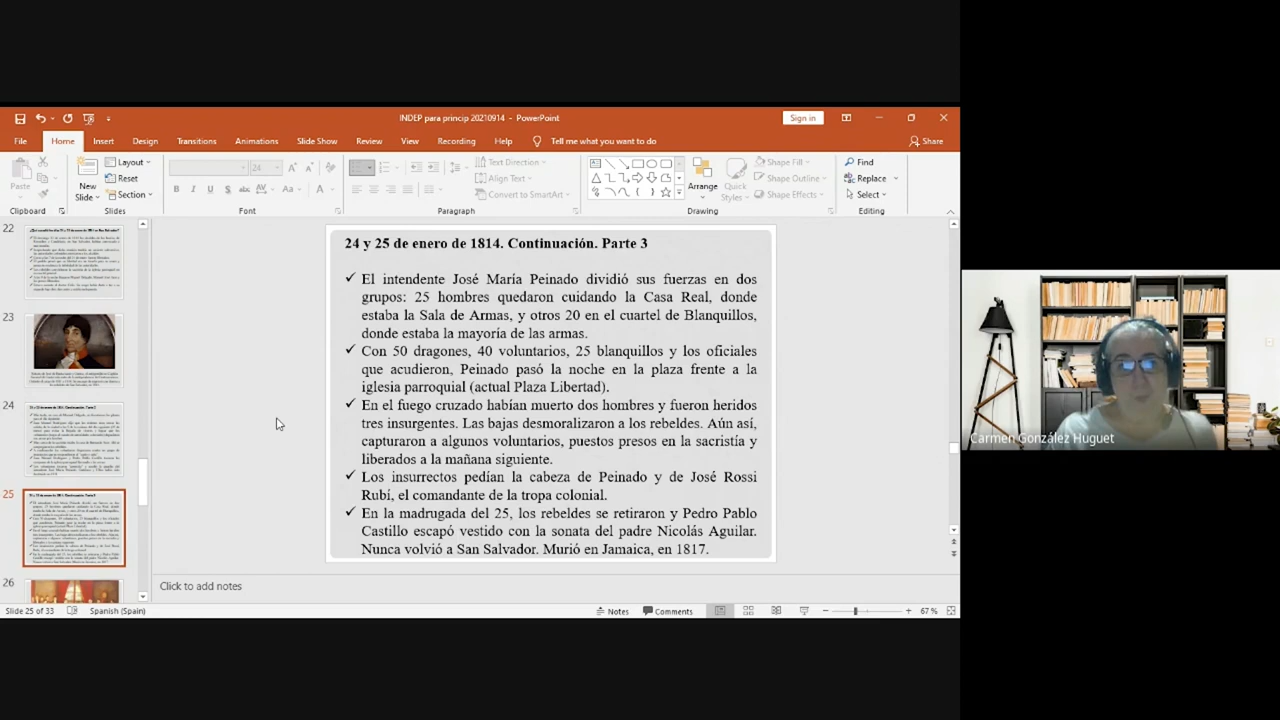 INDEP para princip 20210914 - PowerPoint
Sign in
File Home Insert Design Transitions Animations Slide Show Review View Recording Help Tell me what you want to do Share
Paste
New Slide
Layout
Reset
Section
24
Text Direction
Align Text
Convert to SmartArt
Arrange
Quick Styles
Shape Fill
Shape Outline
Shape Effects
Find
Replace
Select
Clipboard Slides Font Paragraph Drawing Editing
22
23
24
25
26
24 y 25 de enero de 1814. Continuación. Parte 3
✓ El intendente José María Peinado dividió sus fuerzas en dos
grupos: 25 hombres quedaron cuidando la Casa Real, donde
estaba la Sala de Armas, y otros 20 en el cuartel de Blanquillos,
donde estaba la mayoría de las armas.
✓ Con 50 dragones, 40 voluntarios, 25 blanquillos y los oficiales
que acudieron, Peinado pasó la noche en la plaza frente a la
iglesia parroquial (actual Plaza Libertad).
✓ En el fuego cruzado habían muerto dos hombres y fueron heridos
tres insurgentes. Las bajas desmoralizaron a los rebeldes. Aún así,
capturaron a algunos voluntarios, puestos presos en la sacristía y
liberados a la mañana siguiente.
✓ Los insurrectos pedían la cabeza de Peinado y de José Rossi
Rubí, el comandante de la tropa colonial.
✓ En la madrugada del 25 los rebeldes se retiraron y Pedro Pablo
Castillo escapó vestido con la sotana del padre Nicolás Aguilar.
Nunca volvió a San Salvador. Murió en Jamaica, en 1817.
Click to add notes
Slide 25 of 33 Spanish (Spain) Notes Comments 67 %
Carmen González Huguet